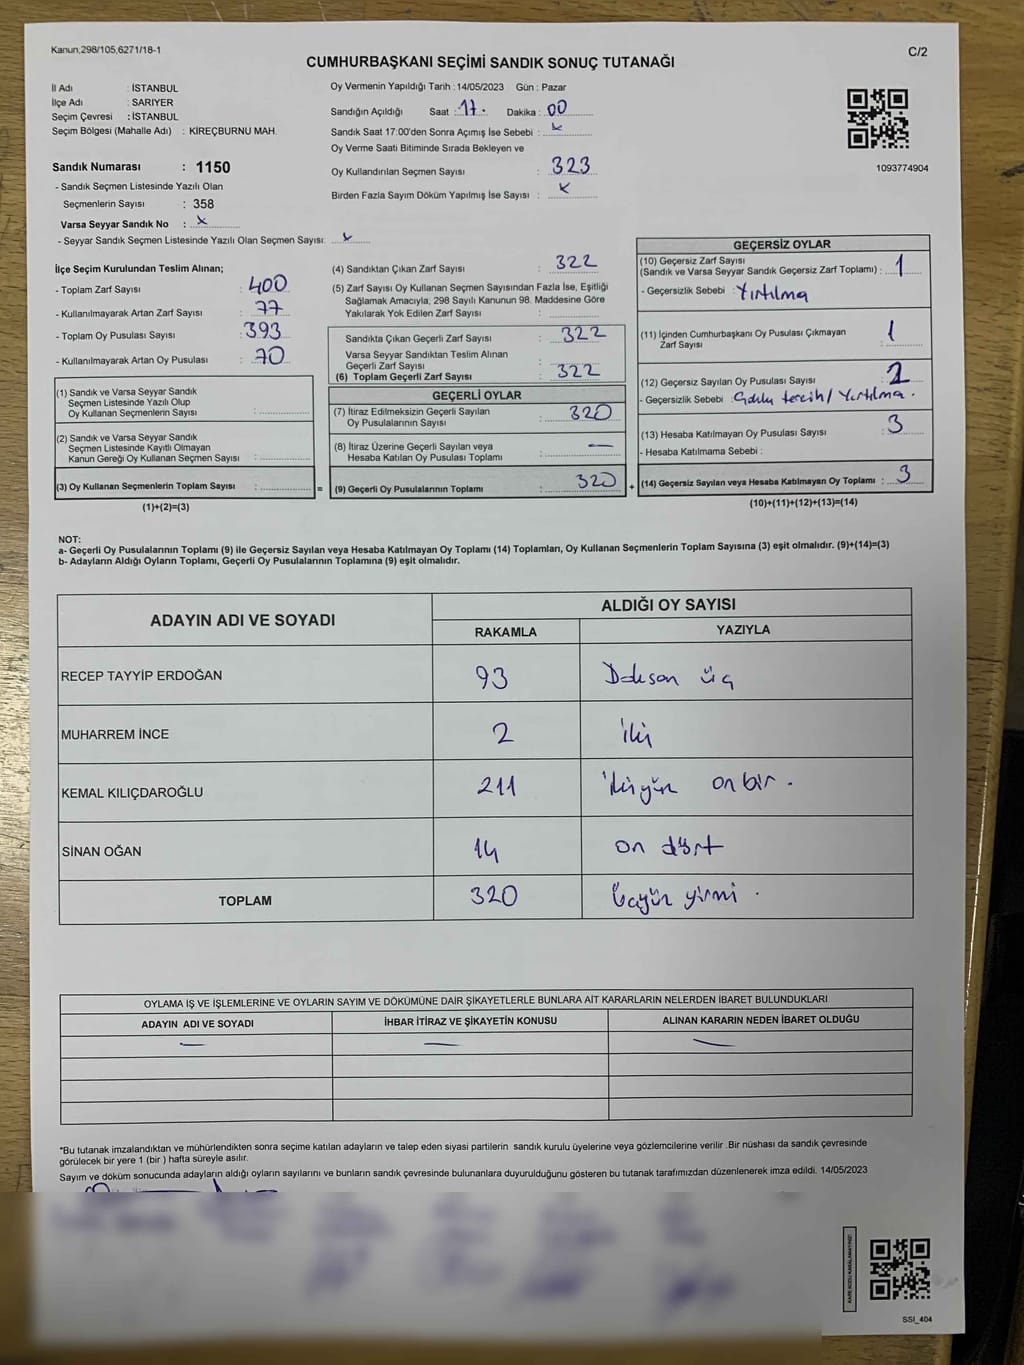 Kanun;298/105,6271/18-1
C/2
CUMHURBAŞKANI SEÇİMİ SANDIK SONUÇ TUTANAĞI
İl Adı : İSTANBUL
İlçe Adı : SARIYER
Seçim Çevresi : İSTANBUL
Seçim Bölgesi (Mahalle Adı) : KİREÇBURNU MAH.
Sandık Numarası : 1150
- Sandık Seçmen Listesinde Yazılı Olan
Seçmenlerin Sayısı : 358
Varsa Seyyar Sandık No : x
- Seyyar Sandık Seçmen Listesinde Yazılı Olan Seçmen Sayısı: x
Oy Vermenin Yapıldığı Tarih : 14/05/2023 Gün : Pazar
Sandığın Açıldığı Saat : 17. Dakika : 00
Sandık Saat 17:00'den Sonra Açımış İse Sebebi : x
Oy Verme Saati Bitiminde Sırada Bekleyen ve
Oy Kullandırılan Seçmen Sayısı : 323
Birden Fazla Sayım Döküm Yapılmış İse Sayısı : x
1093774904
İlçe Seçim Kurulundan Teslim Alınan;
- Toplam Zarf Sayısı : 400
- Kullanılmayarak Artan Zarf Sayısı : 77
- Toplam Oy Pusulası Sayısı : 393
- Kullanılmayarak Artan Oy Pusulası : 70
(1) Sandık ve Varsa Seyyar Sandık
Seçmen Listesinde Yazılı Olup
Oy Kullanan Seçmenlerin Sayısı :
(2) Sandık ve Varsa Seyyar Sandık
Seçmen Listesinde Kayıtlı Olmayan
Kanun Gereği Oy Kullanan Seçmen Sayısı :
(3) Oy Kullanan Seçmenlerin Toplam Sayısı : =
(1)+(2)=(3)
(4) Sandıktan Çıkan Zarf Sayısı : 322
(5) Zarf Sayısı Oy Kullanan Seçmen Sayısından Fazla İse, Eşitliği
Sağlamak Amacıyla; 298 Sayılı Kanunun 98. Maddesine Göre
Yakılarak Yok Edilen Zarf Sayısı :
Sandıkta Çıkan Geçerli Zarf Sayısı : 322
Varsa Seyyar Sandıktan Teslim Alınan
Geçerli Zarf Sayısı :
(6) Toplam Geçerli Zarf Sayısı : 322
GEÇERLİ OYLAR
(7) İtiraz Edilmeksizin Geçerli Sayılan
Oy Pusulalarının Sayısı : 320
(8) İtiraz Üzerine Geçerli Sayılan veya
Hesaba Katılan Oy Pusulası Toplamı : —
(9) Geçerli Oy Pusulalarının Toplamı : 320 +
GEÇERSİZ OYLAR
(10) Geçersiz Zarf Sayısı
(Sandık ve Varsa Seyyar Sandık Geçersiz Zarf Toplamı) : 1
- Geçersizlik Sebebi : Yırtılma
(11) İçinden Cumhurbaşkanı Oy Pusulası Çıkmayan
Zarf Sayısı : 1
(12) Geçersiz Sayılan Oy Pusulası Sayısı : 2
- Geçersizlik Sebebi : Çoklu tercih / Yırtılma.
(13) Hesaba Katılmayan Oy Pusulası Sayısı : 3
- Hesaba Katılmama Sebebi :
(14) Geçersiz Sayılan veya Hesaba Katılmayan Oy Toplamı : 3
(10)+(11)+(12)+(13)=(14)
NOT:
a- Geçerli Oy Pusulalarının Toplamı (9) ile Geçersiz Sayılan veya Hesaba Katılmayan Oy Toplamı (14) Toplamları, Oy Kullanan Seçmenlerin Toplam Sayısına (3) eşit olmalıdır. (9)+(14)=(3)
b- Adayların Aldığı Oyların Toplamı, Geçerli Oy Pusulalarının Toplamına (9) eşit olmalıdır.
ADAYIN ADI VE SOYADI
ALDIĞI OY SAYISI
RAKAMLA YAZIYLA
RECEP TAYYİP ERDOĞAN 93 Doksan üç
MUHARREM İNCE 2 iki
KEMAL KILIÇDAROĞLU 211 ikiyüz on bir.
SİNAN OĞAN 14 on dört
TOPLAM 320 Üçyüz yirmi.
OYLAMA İŞ VE İŞLEMLERİNE VE OYLARIN SAYIM VE DÖKÜMÜNE DAİR ŞİKAYETLERLE BUNLARA AİT KARARLARIN NELERDEN İBARET BULUNDUKLARI
ADAYIN ADI VE SOYADI İHBAR İTİRAZ VE ŞİKAYETİN KONUSU ALINAN KARARIN NEDEN İBARET OLDUĞU
— — —
*Bu tutanak imzalandıktan ve mühürlendikten sonra seçime katılan adayların ve talep eden siyasi partilerin sandık kurulu üyelerine veya gözlemcilerine verilir .Bir nüshası da sandık çevresinde
görülecek bir yere 1 (bir ) hafta süreyle asılır.
Sayım ve döküm sonucunda adayların aldığı oyların sayılarını ve bunların sandık çevresinde bulunanlara duyurulduğunu gösteren bu tutanak tarafımızdan düzenlenerek imza edildi. 14/05/2023
KARE KODU KARALAMAYINIZ!
SSI_404